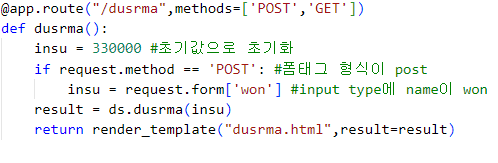 @app.route("/dusrma",methods=['POST','GET'])
def dusrma():
    insu = 330000 #초기값으로 초기화
    if request.method == 'POST': #폼태그 형식이 post
        insu = request.form['won'] #input type에 name이 won
    result = ds.dusrma(insu)
    return render_template("dusrma.html",result=result)